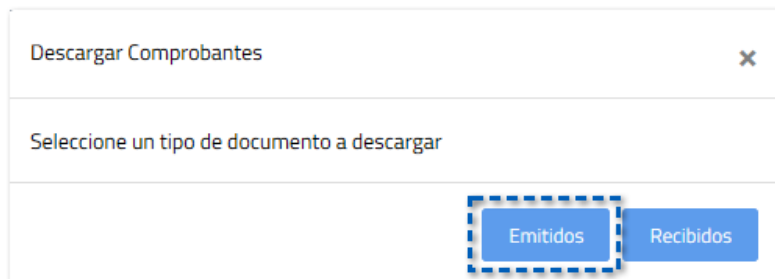 Descargar Comprobantes
Seleccione un tipo de documento a descargar
Emitidos Recibidos